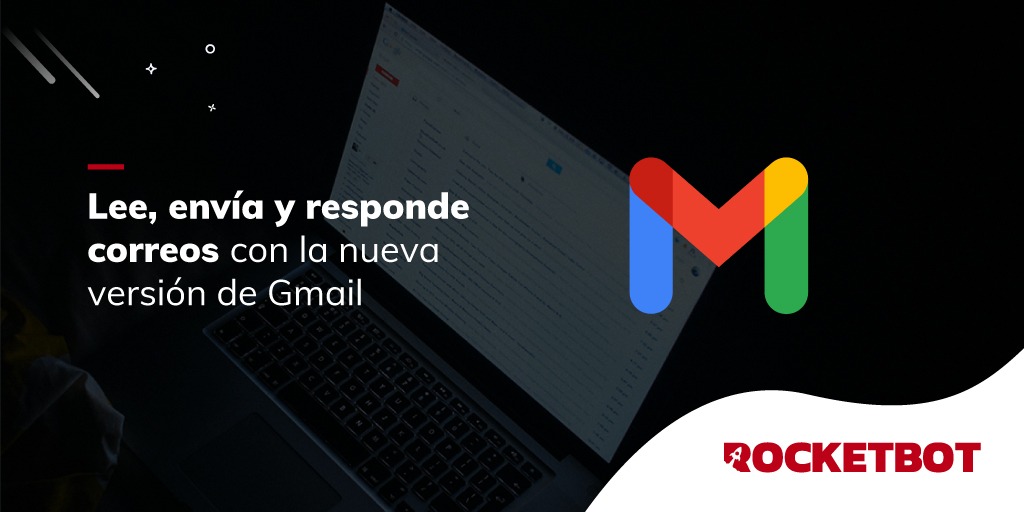 Lee, envía y responde
correos con la nueva
versión de Gmail
ROCKETBOT